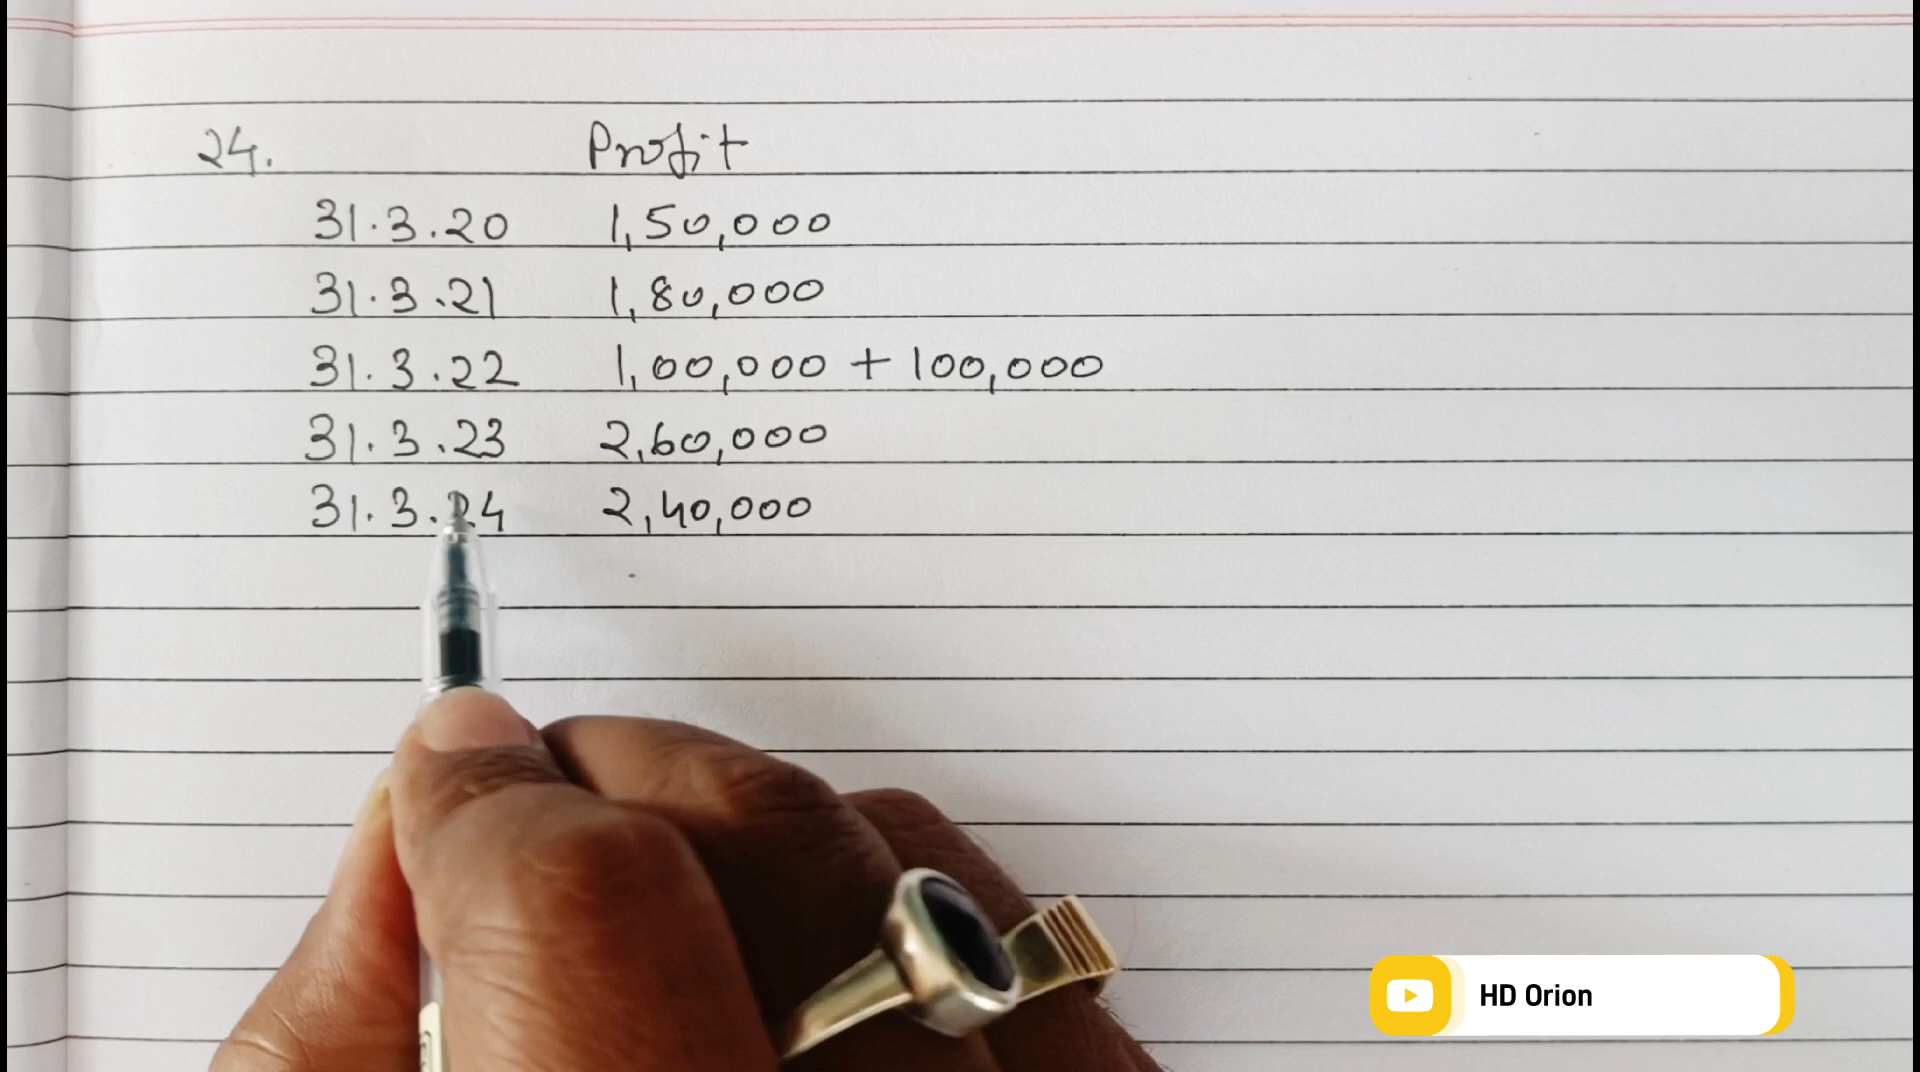 24. Profit
31.3.20 1,50,000
31.3.21 1,80,000
31.3.22 1,00,000 + 100,000
31.3.23 2,60,000
31.3.24 2,40,000
HD Orion